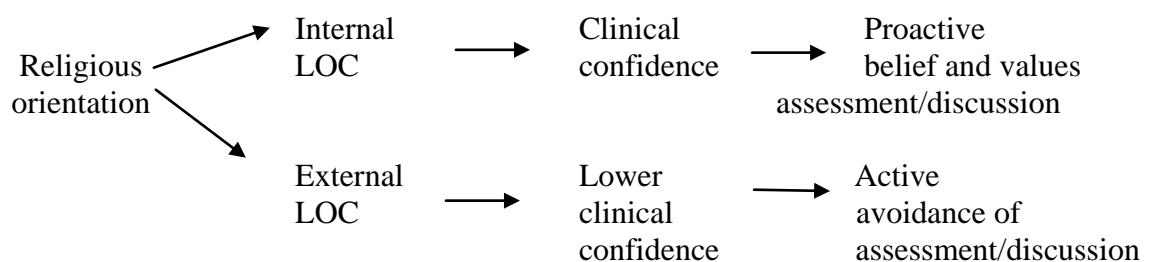 Religious
orientation
Internal
LOC
Clinical
confidence
Proactive
belief and values
assessment/discussion
External
LOC
Lower
clinical
confidence
Active
avoidance of
assessment/discussion